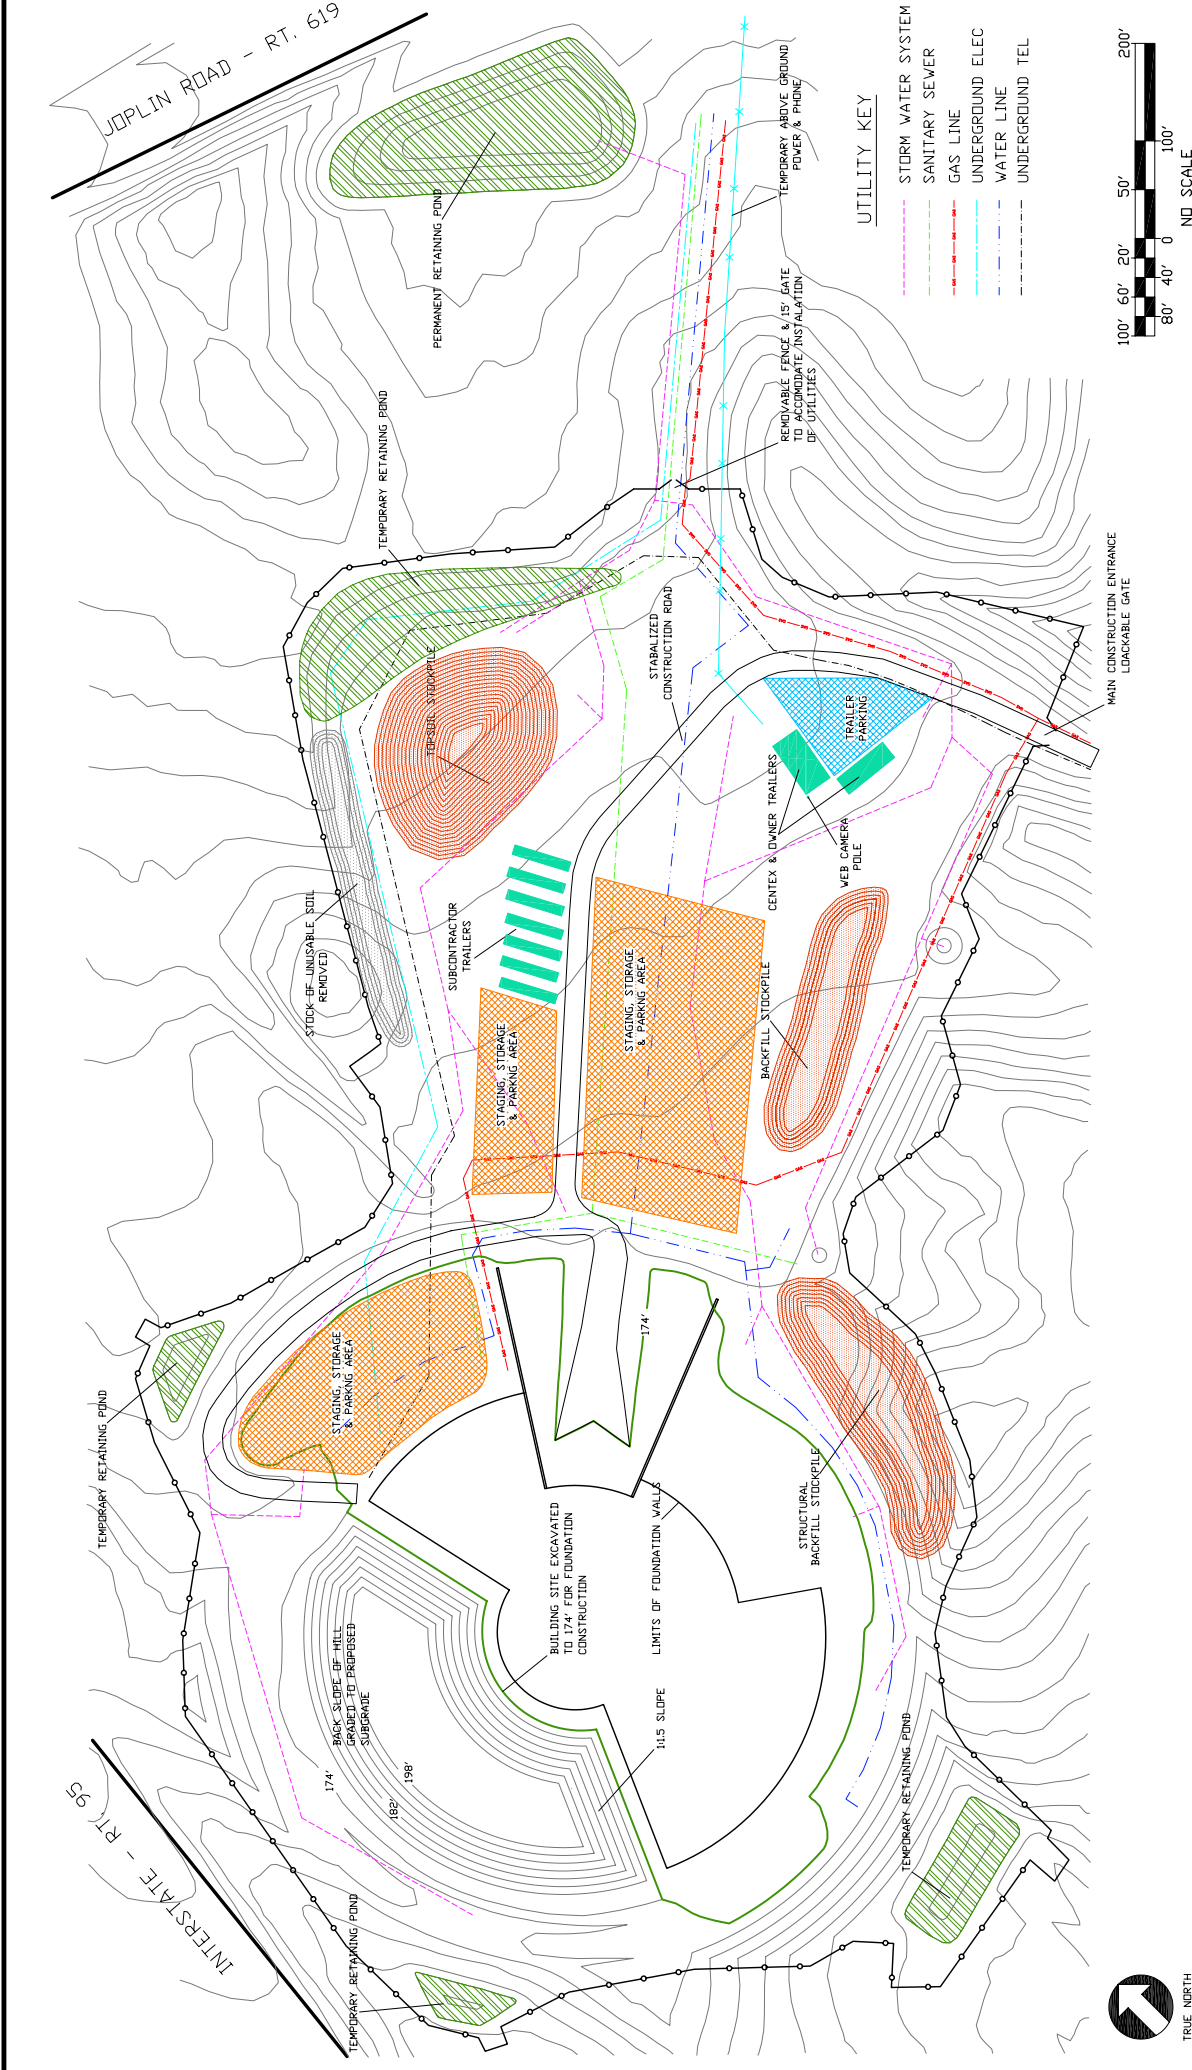 JOPLIN ROAD - RT. 619
INTERSTATE - RT 95
PERMANENT RETAINING POND
TEMPORARY RETAINING POND
TEMPORARY ABOVE GROUND
POWER & PHONE
REMOVABLE FENCE & 15' GATE
TO ACCOMODATE INSTALATION
OF UTILITIES
UTILITY KEY
STORM WATER SYSTEM
SANITARY SEWER
GAS LINE
UNDERGROUND ELEC
WATER LINE
UNDERGROUND TEL
100'
80'
60'
40'
20'
0
50'
100'
200'
NO SCALE
TOPSOIL STOCKPILE
STABALIZED
CONSTRUCTION ROAD
MAIN CONSTRUCTION ENTRANCE
LOACKABLE GATE
TRAILER
PARKING
CENTEX & OWNER TRAILERS
WEB CAMERA
POLE
STOCK OF UNUSABLE SOIL
REMOVED)
SUBCONTRACTOR
TRAILERS
STAGING, STORAGE
& PARKNG AREA
STAGING, STORAGE
& PARKNG AREA
BACKFILL STOCKPILE
TEMPORARY RETAINING POND
STAGING, STORAGE
& PARKNG AREA
174'
STRUCTURAL
BACKFILL STOCKPILE
BUILDING SITE EXCAVATED
TO 174' FOR FOUNDATION
CONSTRUCTION
LIMITS OF FOUNDATION WALLS
BACK SLOPE OF HILL
GRADED TO PROPOSED
SUBGRADE
174'
182'
198'
1:1.5 SLOPE
TEMPORARY RETAINING POND
TEMPORARY RETAINING POND
TRUE NORTH